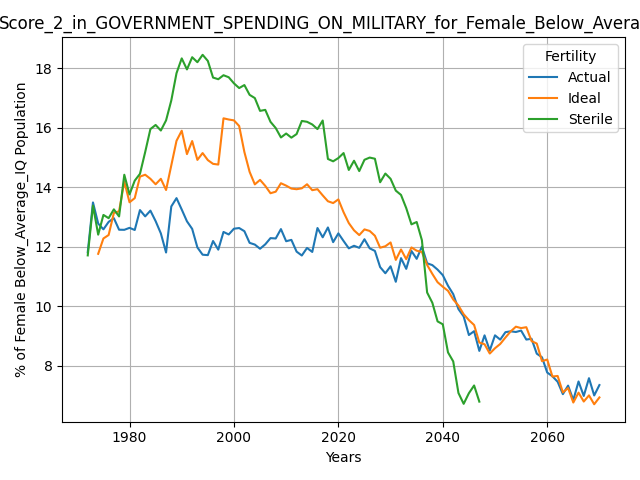 Score_2_in_GOVERNMENT_SPENDING_ON_MILITARY_for_Female_Below_Avera
Fertility
Actual
Ideal
Sterile
% of Female Below_Average_IQ Population
18
16
14
12
10
8
1980 2000 2020 2040 2060
Years